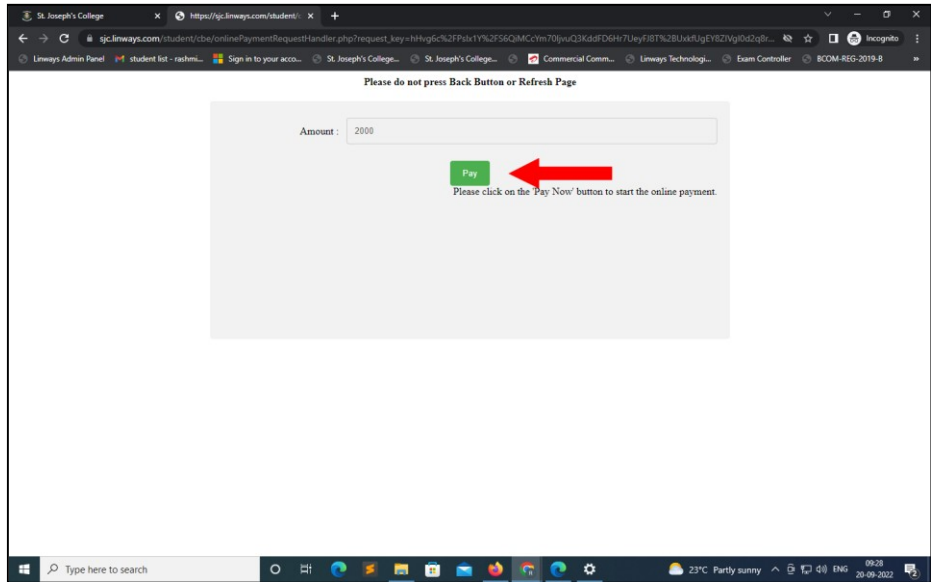 St. Joseph's College
https://sjc.linways.com/student/
sjc.linways.com/student/cbe/onlinePaymentRequestHandler.php?request_key=
Incognito
Linways Admin Panel
student list - rashmi...
Sign in to your acco...
St. Joseph's College...
St. Joseph's College...
Commercial Comm...
Linways Technologi...
Exam Controller
BCOM-REG-2019-B
Please do not press Back Button or Refresh Page
Amount :
2000
Pay
Please click on the 'Pay Now' button to start the online payment.
Type here to search
23°C Partly sunny
ENG
09:28
20-09-2022
2